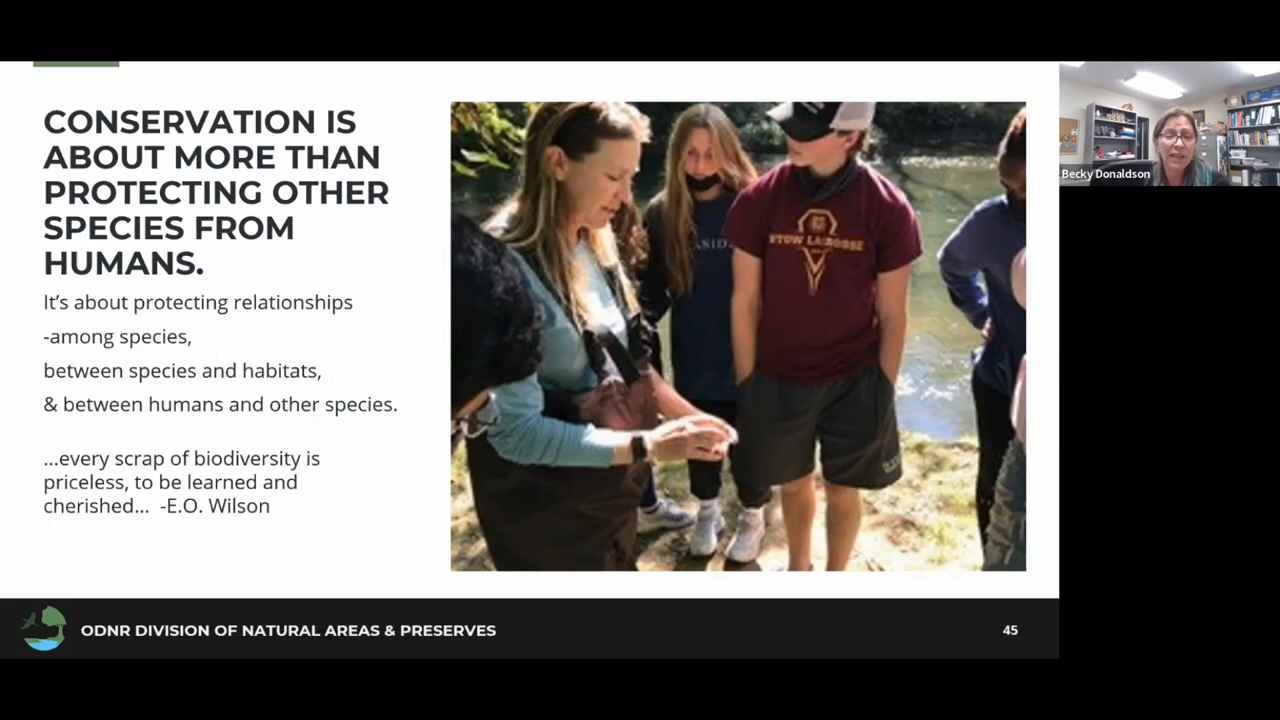 CONSERVATION IS
ABOUT MORE THAN
PROTECTING OTHER
SPECIES FROM
HUMANS.
It's about protecting relationships
-among species,
between species and habitats,
& between humans and other species.
...every scrap of biodiversity is
priceless, to be learned and
cherished... -E.O. Wilson
STOW LACROSSE
ODNR DIVISION OF NATURAL AREAS & PRESERVES
45
Becky Donaldson